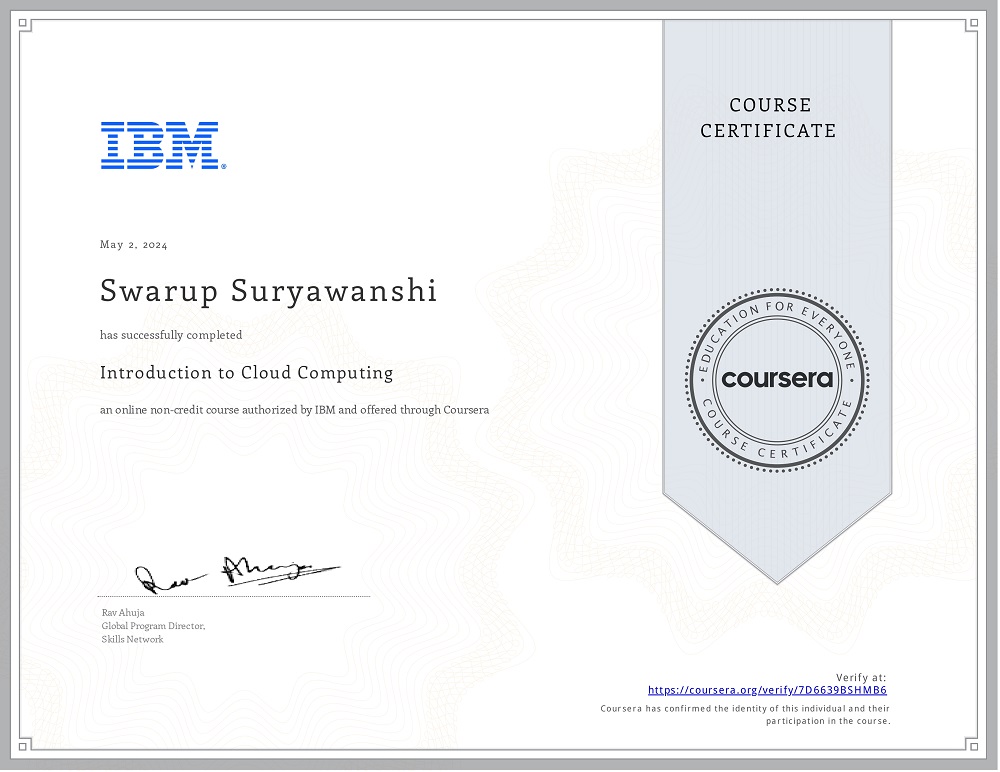 COURSE
CERTIFICATE
IBM®
May 2, 2024
Swarup Suryawanshi
has successfully completed
Introduction to Cloud Computing
an online non-credit course authorized by IBM and offered through Coursera
EDUCATION FOR EVERYONE
coursera
COURSE CERTIFICATE
Rav Ahuja
Rav Ahuja
Global Program Director,
Skills Network
Verify at:
https://coursera.org/verify/7D6639BSHMB6
Coursera has confirmed the identity of this individual and their
participation in the course.